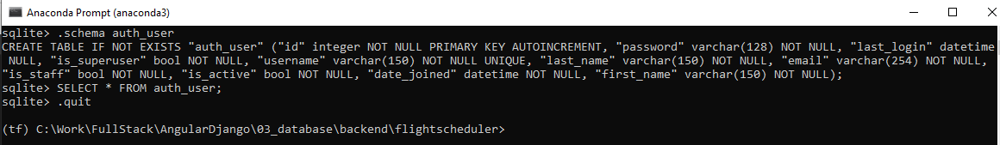 Anaconda Prompt (anaconda3)
sqlite> .schema auth_user
CREATE TABLE IF NOT EXISTS "auth_user" ("id" integer NOT NULL PRIMARY KEY AUTOINCREMENT, "password" varchar(128) NOT NULL, "last_login" datetime
 NULL, "is_superuser" bool NOT NULL, "username" varchar(150) NOT NULL UNIQUE, "last_name" varchar(150) NOT NULL, "email" varchar(254) NOT NULL,
"is_staff" bool NOT NULL, "is_active" bool NOT NULL, "date_joined" datetime NOT NULL, "first_name" varchar(150) NOT NULL);
sqlite> SELECT * FROM auth_user;
sqlite> .quit
(tf) C:\Work\FullStack\AngularDjango\03_database\backend\flightscheduler>